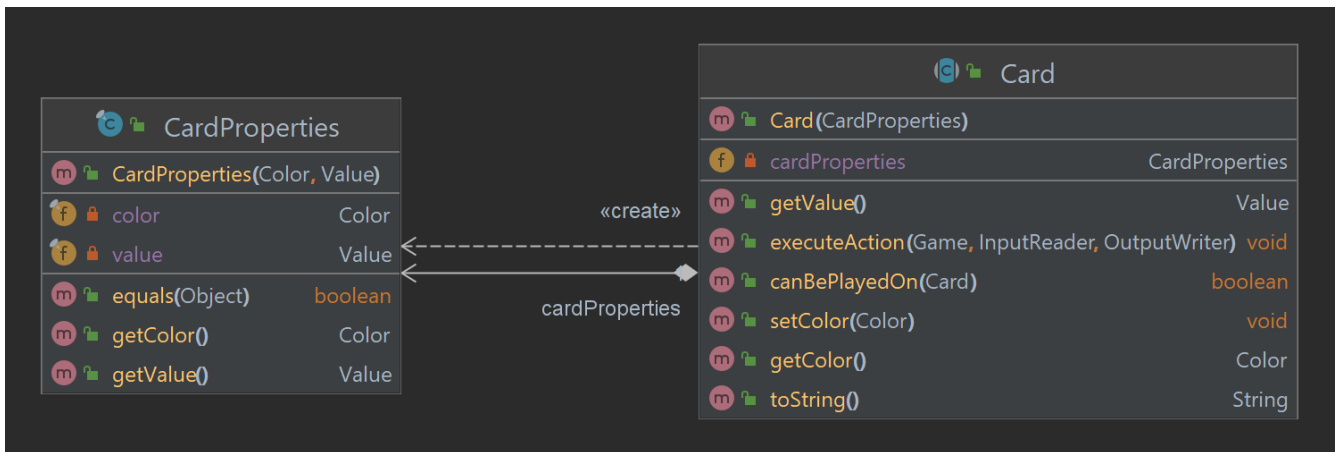 CardProperties
CardProperties(Color, Value)
color Color
value Value
equals(Object) boolean
getColor() Color
getValue() Value
«create»
cardProperties
Card
Card(CardProperties)
cardProperties CardProperties
getValue() Value
executeAction(Game, InputReader, OutputWriter) void
canBePlayedOn(Card) boolean
setColor(Color) void
getColor() Color
toString() String